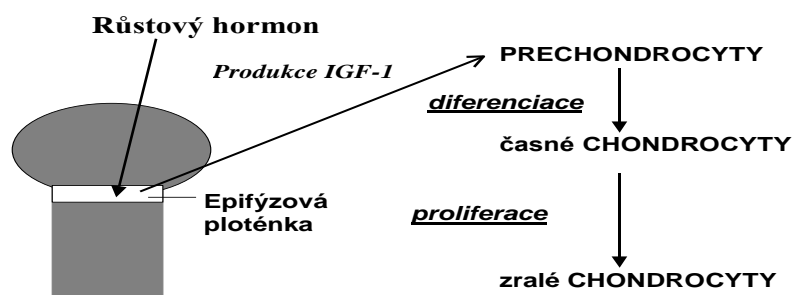 Růstový hormon
Produkce IGF-1
PRECHONDROCYTY
diferenciace
časné CHONDROCYTY
Epifýzová
ploténka
proliferace
zralé CHONDROCYTY